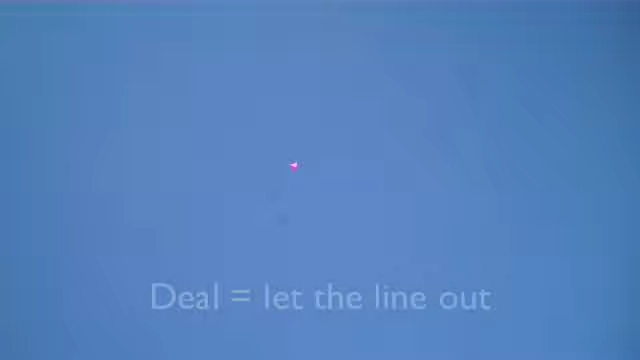 Deal = let the line out